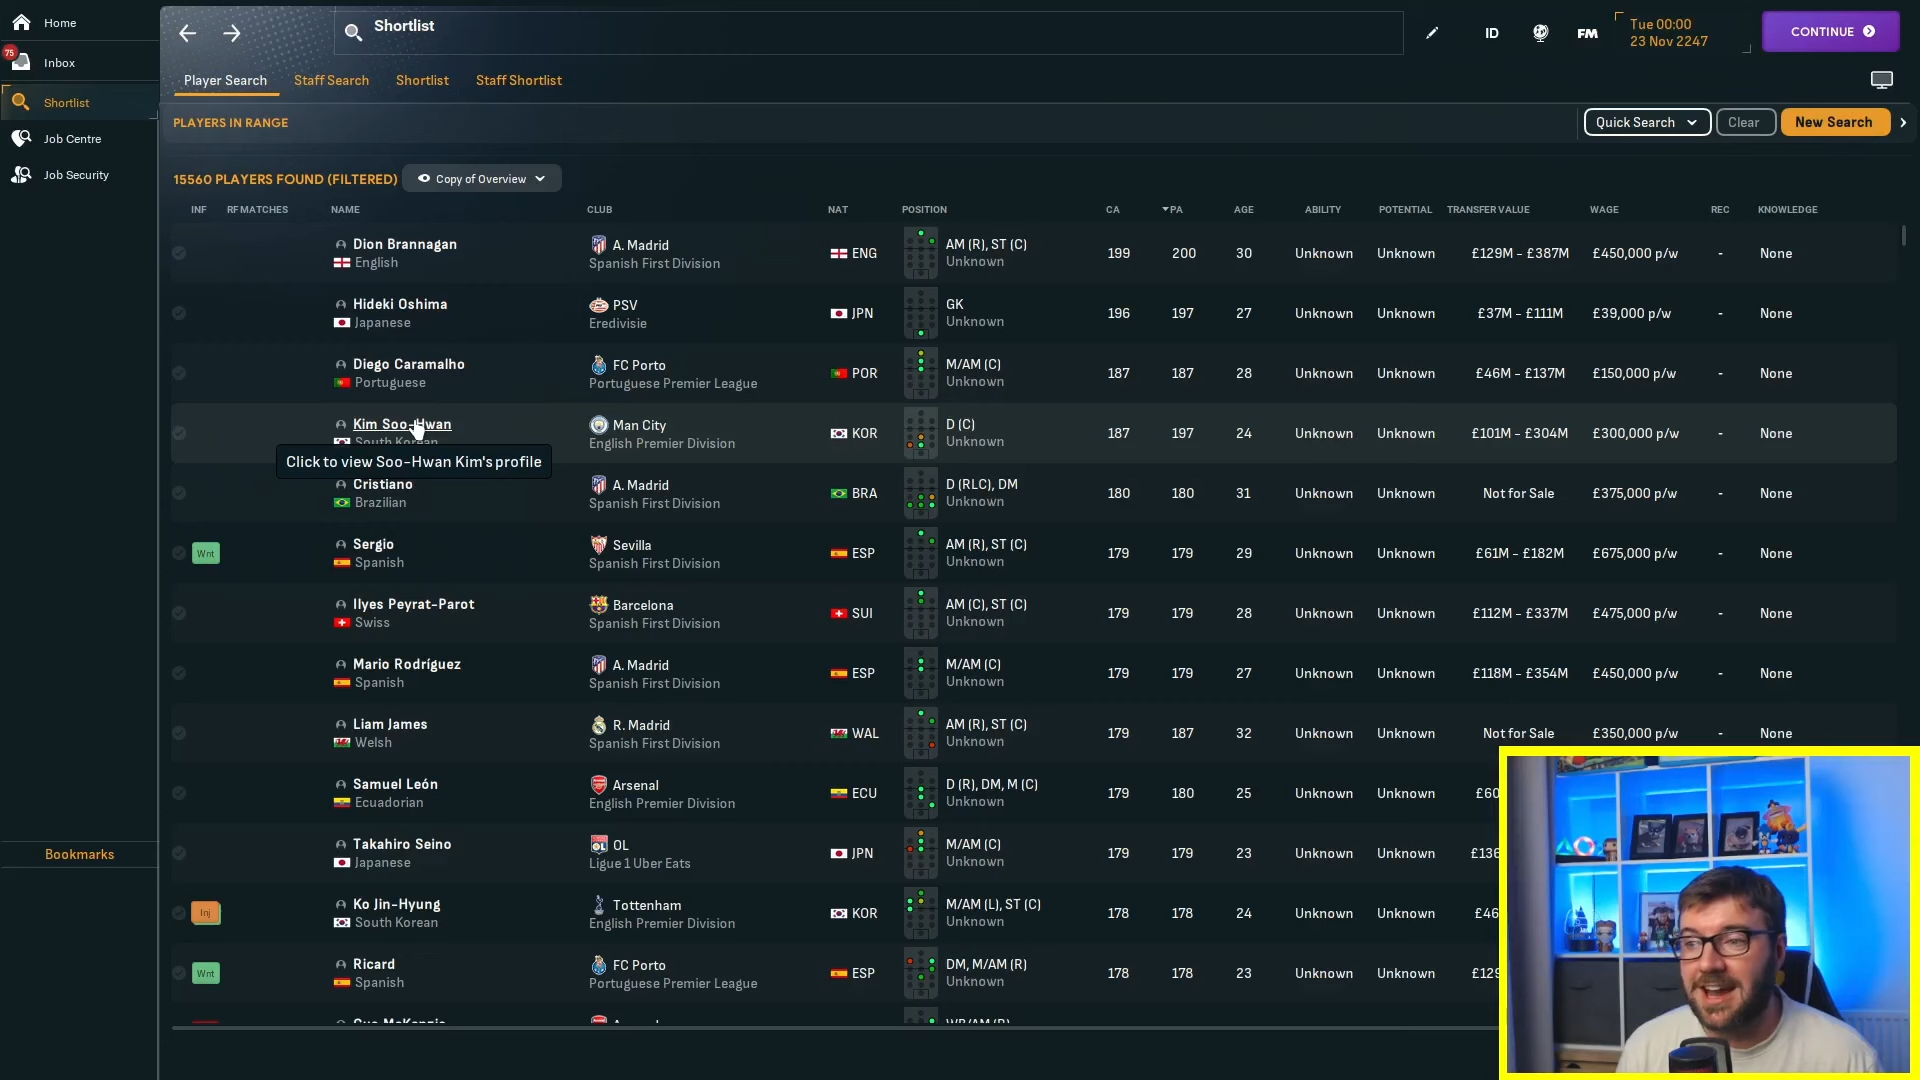 Home
75
Inbox
Shortlist
Job Centre
Job Security
Bookmarks
Shortlist
ID
FM
Tue 00:00
23 Nov 2247
CONTINUE
Player Search Staff Search Shortlist Staff Shortlist
PLAYERS IN RANGE
Quick Search Clear New Search
15560 PLAYERS FOUND (FILTERED) Copy of Overview
INF RF MATCHES NAME CLUB NAT POSITION CA PA AGE ABILITY POTENTIAL TRANSFER VALUE WAGE REC KNOWLEDGE
Dion Brannagan A. Madrid ENG AM (R), ST (C) 199 200 30 Unknown Unknown £129M - £387M £450,000 p/w - None
English Spanish First Division Unknown
Hideki Oshima PSV JPN GK 196 197 27 Unknown Unknown £37M - £111M £39,000 p/w - None
Japanese Eredivisie Unknown
Diego Caramalho FC Porto POR M/AM (C) 187 187 28 Unknown Unknown £46M - £137M £150,000 p/w - None
Portuguese Portuguese Premier League Unknown
Kim Soo-Hwan Man City KOR D (C) 187 197 24 Unknown Unknown £101M - £304M £300,000 p/w - None
South Korean English Premier Division Unknown
Click to view Soo-Hwan Kim's profile
Cristiano A. Madrid BRA D (RLC), DM 180 180 31 Unknown Unknown Not for Sale £375,000 p/w - None
Brazilian Spanish First Division Unknown
Wnt Sergio Sevilla ESP AM (R), ST (C) 179 179 29 Unknown Unknown £61M - £182M £675,000 p/w - None
Spanish Spanish First Division Unknown
Ilyes Peyrat-Parot Barcelona SUI AM (C), ST (C) 179 179 28 Unknown Unknown £112M - £337M £475,000 p/w - None
Swiss Spanish First Division Unknown
Mario Rodríguez A. Madrid ESP M/AM (C) 179 179 27 Unknown Unknown £118M - £354M £450,000 p/w - None
Spanish Spanish First Division Unknown
Liam James R. Madrid WAL AM (R), ST (C) 179 187 32 Unknown Unknown Not for Sale £350,000 p/w - None
Welsh Spanish First Division Unknown
Samuel León Arsenal ECU D (R), DM, M (C) 179 180 25 Unknown Unknown £60
Ecuadorian English Premier Division Unknown
Takahiro Seino OL JPN M/AM (C) 179 179 23 Unknown Unknown £136
Japanese Ligue 1 Uber Eats Unknown
Inj Ko Jin-Hyung Tottenham KOR M/AM (L), ST (C) 178 178 24 Unknown Unknown £46
South Korean English Premier Division Unknown
Wnt Ricard FC Porto ESP DM, M/AM (R) 178 178 23 Unknown Unknown £129
Spanish Portuguese Premier League Unknown